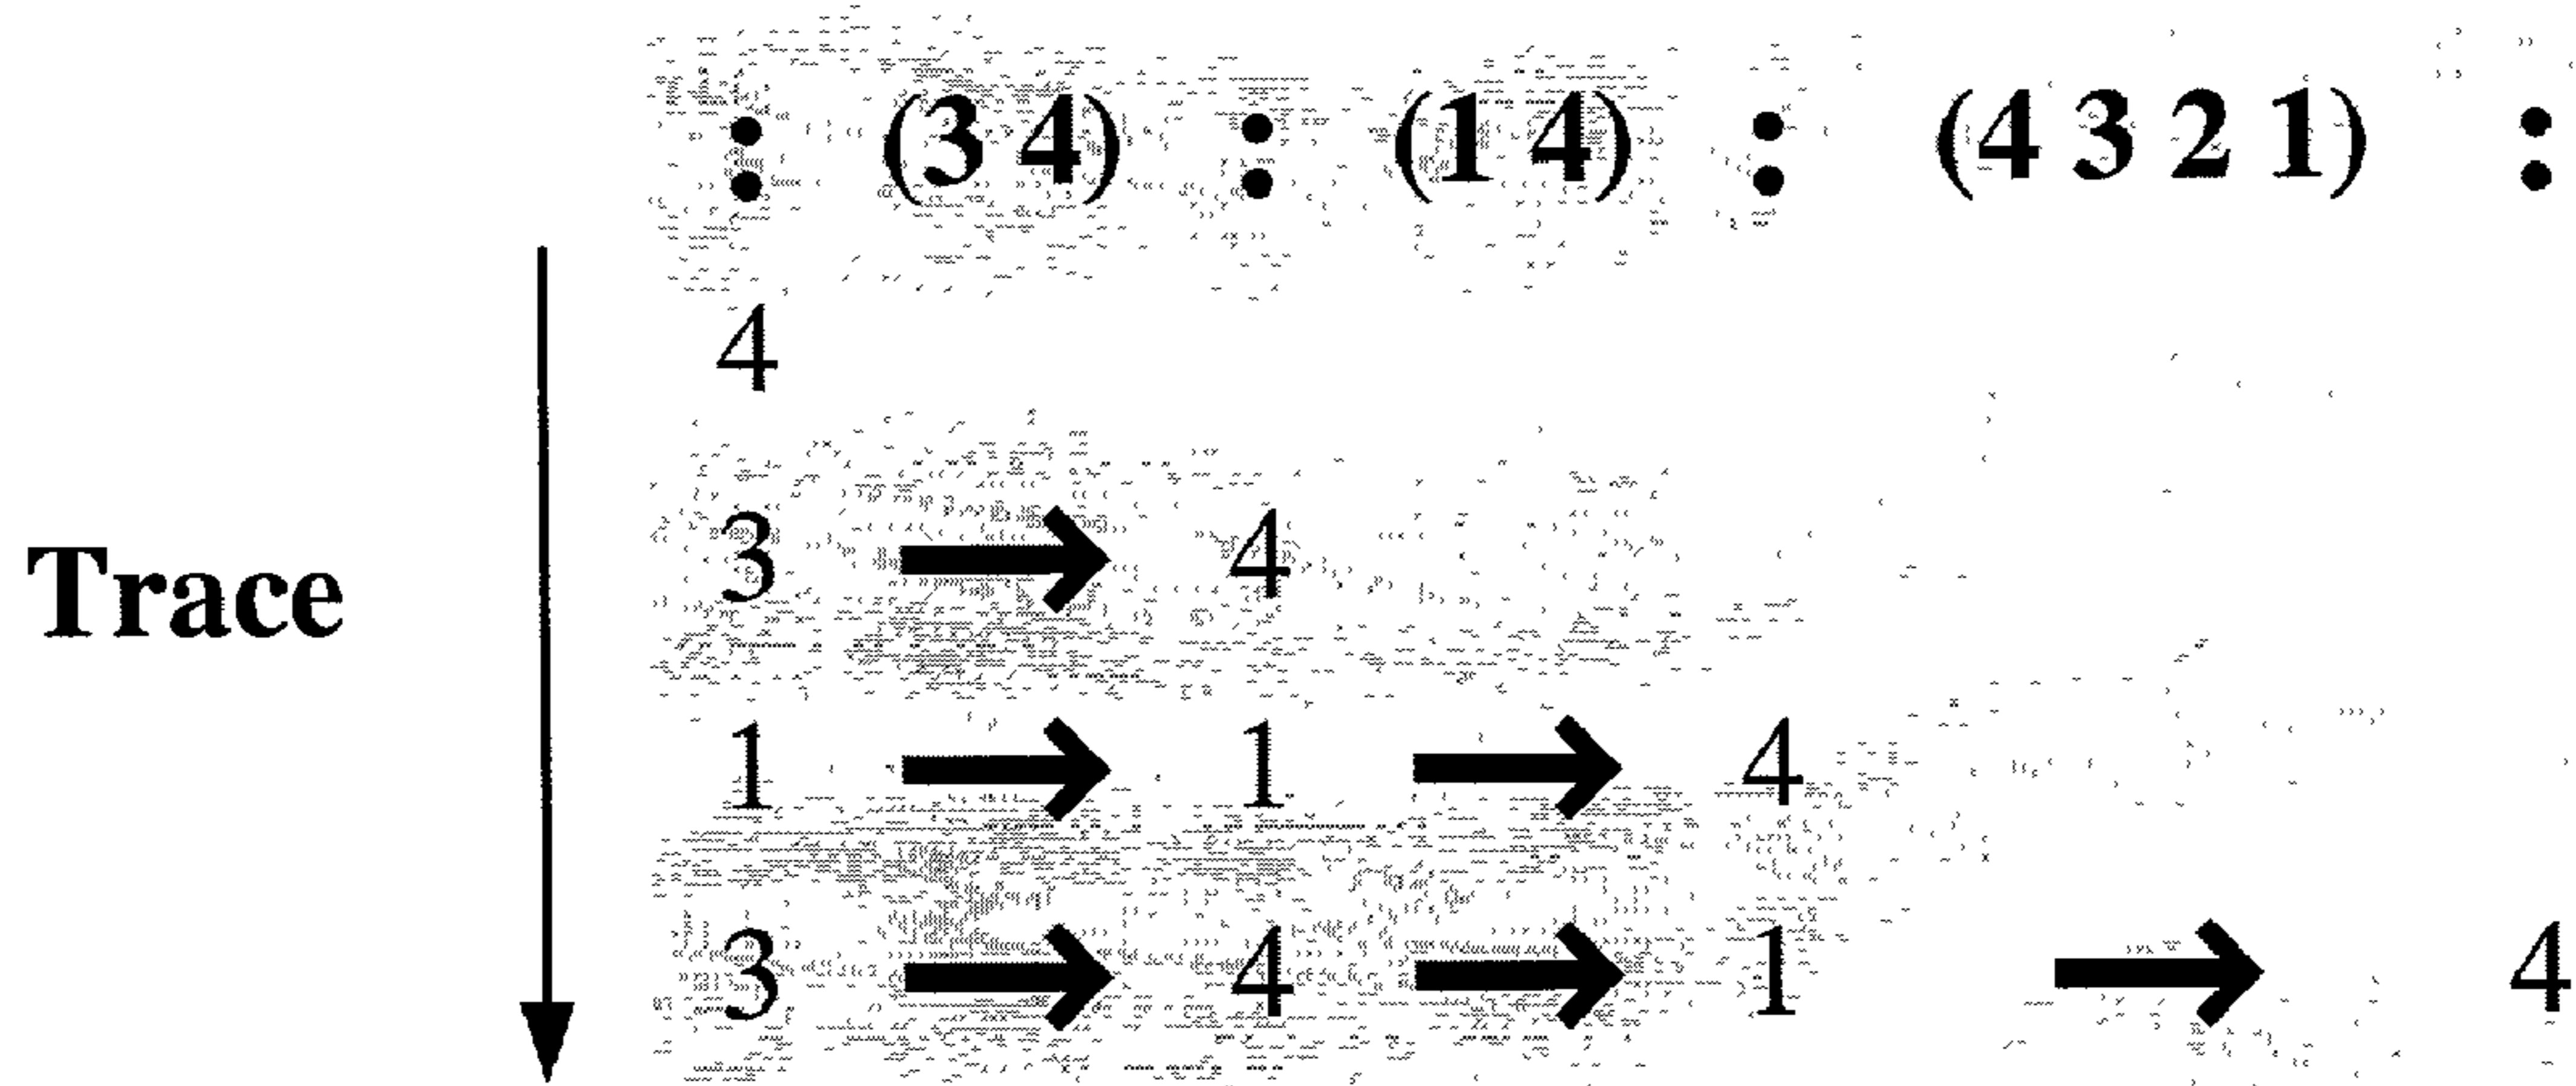 : (3 4) : (1 4) : (4 3 2 1) :
4
3 → 4
Trace
1 → 1 → 4
3 → 4 → 1 → 4